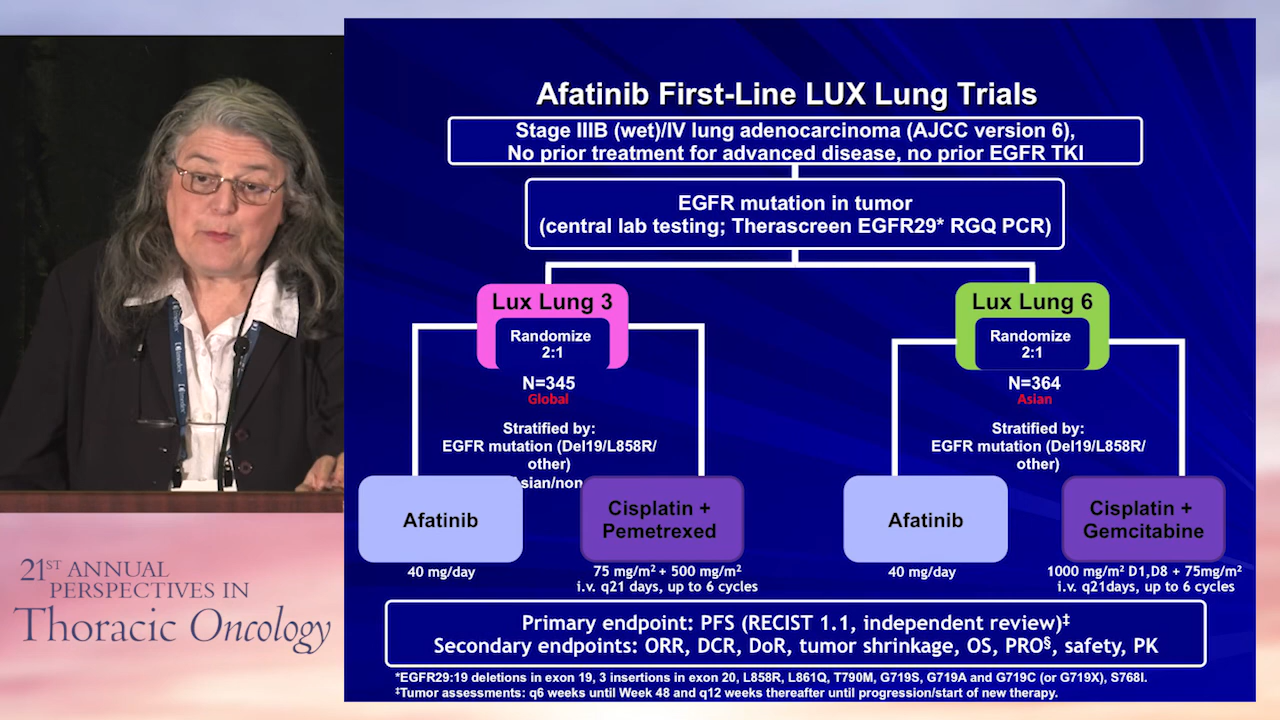 Afatinib First-Line LUX Lung Trials
Stage IIIB (wet)/IV lung adenocarcinoma (AJCC version 6),
No prior treatment for advanced disease, no prior EGFR TKI
EGFR mutation in tumor
(central lab testing; Therascreen EGFR29* RGQ PCR)
Lux Lung 3
Randomize
2:1
N=345
Global
Stratified by:
EGFR mutation (Del19/L858R/
other)
sian/non
Afatinib
40 mg/day
Cisplatin +
Pemetrexed
75 mg/m² + 500 mg/m²
i.v. q21 days, up to 6 cycles
Lux Lung 6
Randomize
2:1
N=364
Asian
Stratified by:
EGFR mutation (Del19/L858R/
other)
Afatinib
40 mg/day
Cisplatin +
Gemcitabine
1000 mg/m² D1,D8 + 75mg/m²
i.v. q21days, up to 6 cycles
Primary endpoint: PFS (RECIST 1.1, independent review)‡
Secondary endpoints: ORR, DCR, DoR, tumor shrinkage, OS, PRO§, safety, PK
*EGFR29:19 deletions in exon 19, 3 insertions in exon 20, L858R, L861Q, T790M, G719S, G719A and G719C (or G719X), S768I.
‡Tumor assessments: q6 weeks until Week 48 and q12 weeks thereafter until progression/start of new therapy.
21ST ANNUAL
PERSPECTIVES IN
Thoracic Oncology